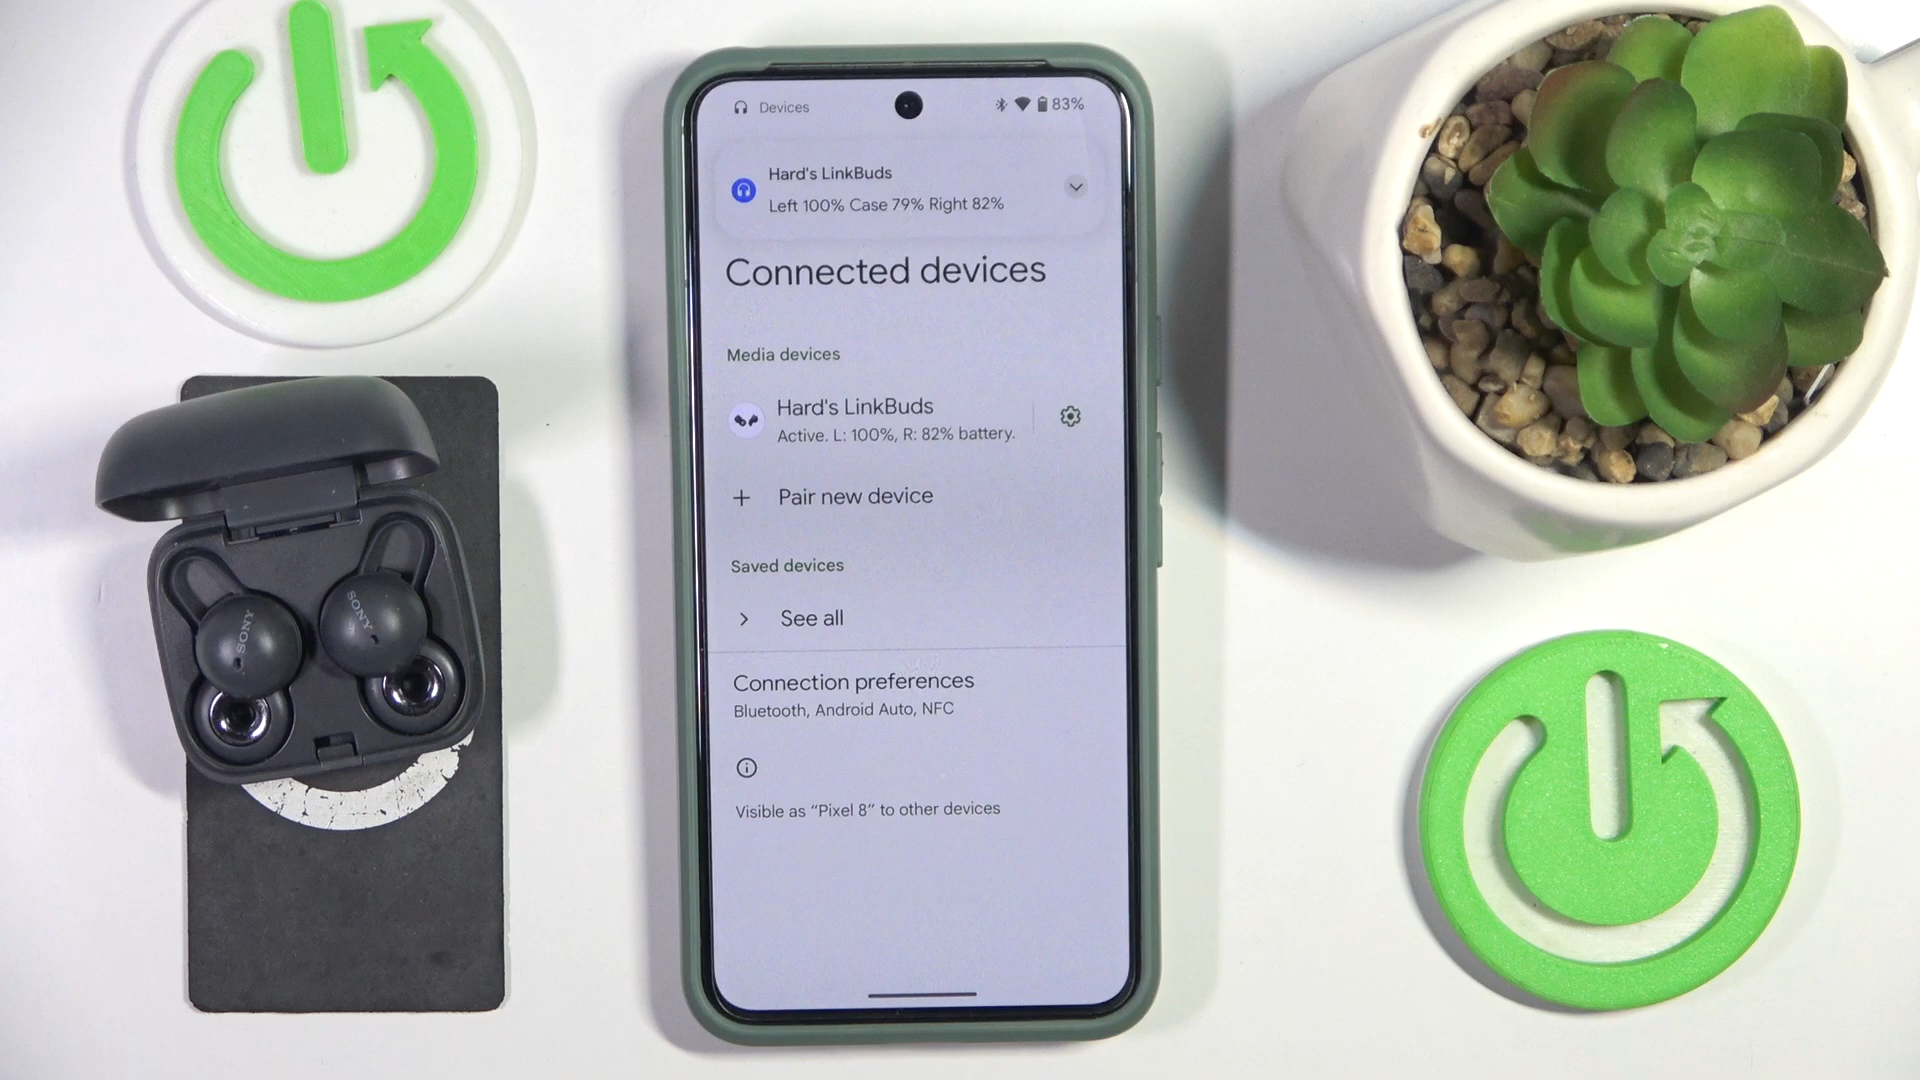 Devices
83%
Hard's LinkBuds
Left 100% Case 79% Right 82%
Connected devices
Media devices
Hard's LinkBuds
Active. L: 100%, R: 82% battery.
Pair new device
Saved devices
See all
Connection preferences
Bluetooth, Android Auto, NFC
Visible as “Pixel 8” to other devices
SONY
SONY